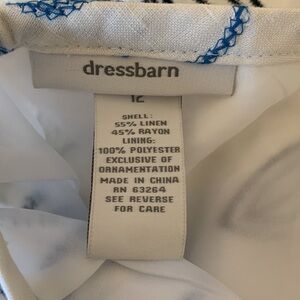 dressbarn
12
SHELL:
55% LINEN
45% RAYON
LINING:
100% POLYESTER
EXCLUSIVE OF
ORNAMENTATION
MADE IN CHINA
RN 63264
SEE REVERSE
FOR CARE